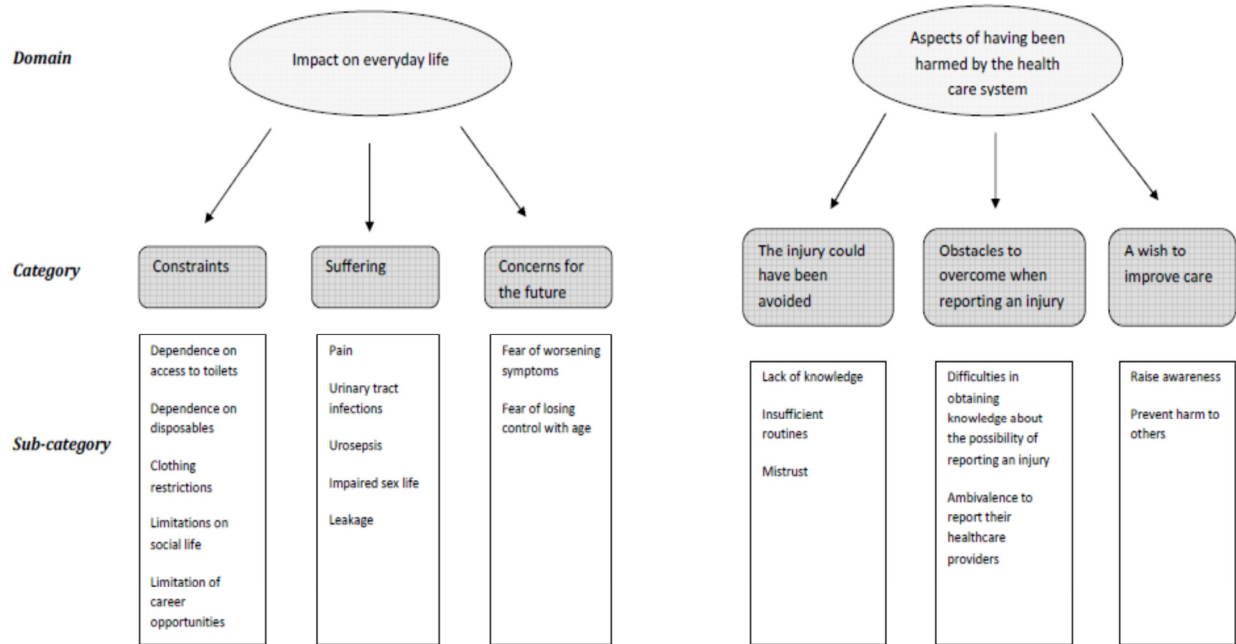 Domain
Impact on everyday life
Aspects of having been
harmed by the health
care system
Category
Constraints
Suffering
Concerns for
the future
The injury could
have been
avoided
Obstacles to
overcome when
reporting an injury
A wish to
improve care
Sub-category
Dependence on
access to toilets
Dependence on
disposables
Clothing
restrictions
Limitations on
social life
Limitation of
career
opportunities
Pain
Urinary tract
infections
Urosepsis
Impaired sex life
Leakage
Fear of worsening
symptoms
Fear of losing
control with age
Lack of knowledge
Insufficient
routines
Mistrust
Difficulties in
obtaining
knowledge about
the possibility of
reporting an injury
Ambivalence to
report their
healthcare
providers
Raise awareness
Prevent harm to
others